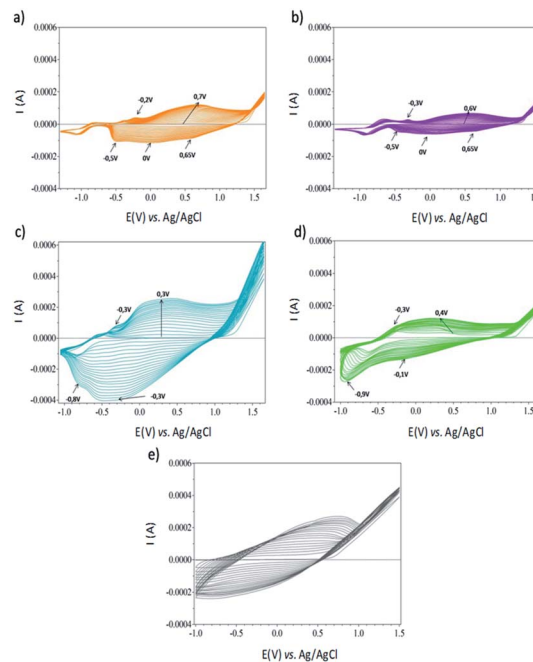 a)
0.0006
0.0004
0.0002
0.0000
-0.0002
-0.0004
I (A)
-0,2V
0,7V
-0,5V
0V
0,65V
-1.0 -0.5 0.0 0.5 1.0 1.5
E(V) vs. Ag/AgCl
b)
0.0006
0.0004
0.0002
0.0000
-0.0002
-0.0004
I (A)
-0,3V
0,6V
-0,5V
0V
0,65V
-1.0 -0.5 0.0 0.5 1.0 1.5
E(V) vs. Ag/AgCl
c)
0.0006
0.0004
0.0002
0.0000
-0.0002
-0.0004
I (A)
-0,3V
0,3V
-0,8V
-0,3V
-1.0 -0.5 0.0 0.5 1.0 1.5
E(V) vs. Ag/AgCl
d)
0.0006
0.0004
0.0002
0.0000
-0.0002
-0.0004
I (A)
-0,3V
0,4V
-0,1V
-0,9V
-1.0 -0.5 0.0 0.5 1.0 1.5
E(V) vs. Ag/AgCl
e)
0.0006
0.0004
0.0002
0.0000
-0.0002
-0.0004
I (A)
-1.0 -0.5 0.0 0.5 1.0 1.5
E(V) vs. Ag/AgCl